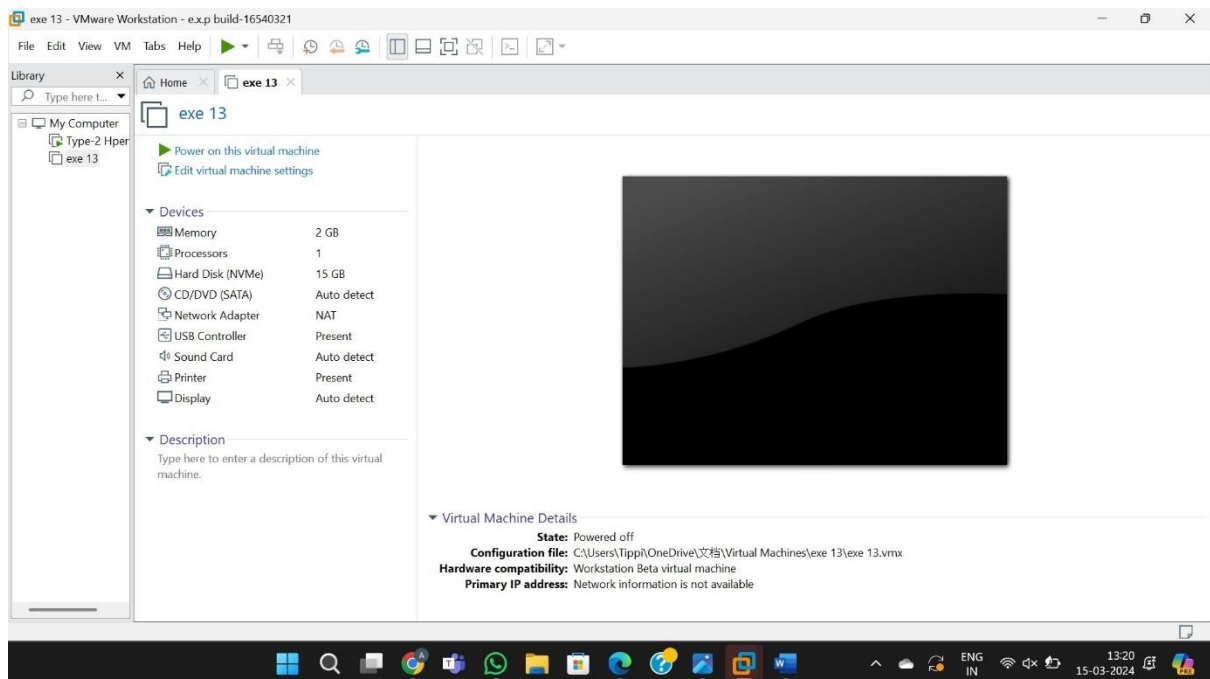 exe 13 - VMware Workstation - e.x.p build-16540321
File Edit View VM Tabs Help
Library
Type here t...
My Computer
Type-2 Hper
exe 13
Home
exe 13
exe 13
Power on this virtual machine
Edit virtual machine settings
Devices
Memory 2 GB
Processors 1
Hard Disk (NVMe) 15 GB
CD/DVD (SATA) Auto detect
Network Adapter NAT
USB Controller Present
Sound Card Auto detect
Printer Present
Display Auto detect
Description
Type here to enter a description of this virtual
machine.
Virtual Machine Details
State: Powered off
Configuration file: C:\Users\Tippi\OneDrive\文档\Virtual Machines\exe 13\exe 13.vmx
Hardware compatibility: Workstation Beta virtual machine
Primary IP address: Network information is not available
ENG
IN
13:20
15-03-2024